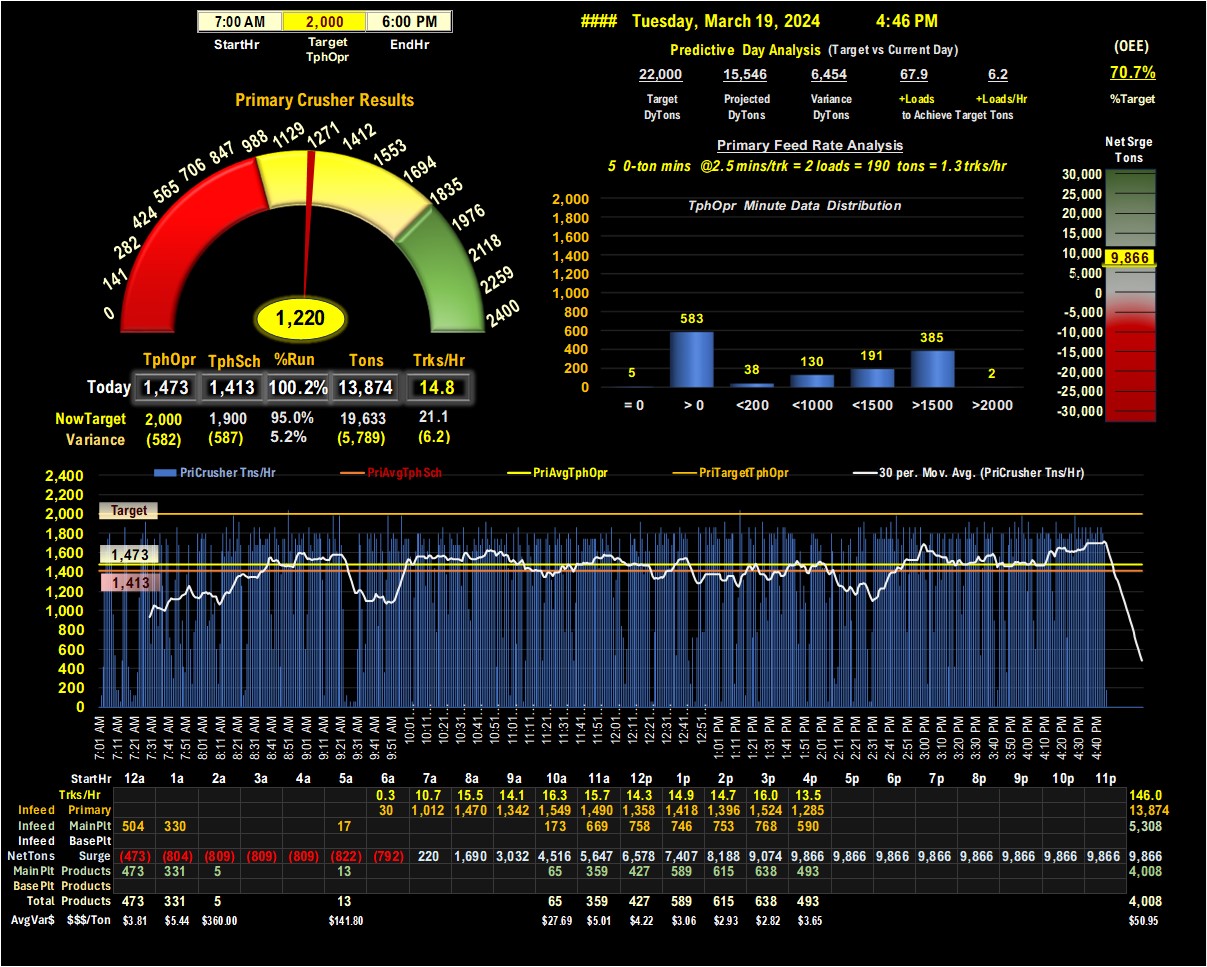 7:00 AM 2,000 6:00 PM
StartHr Target TphOpr EndHr
#### Tuesday, March 19, 2024 4:46 PM
Predictive Day Analysis (Target vs Current Day)
22,000 15,546 6,454 67.9 6.2
Target Projected Variance +Loads +Loads/Hr
DyTons DyTons DyTons to Achieve Target Tons
(OEE)
70.7%
%Target
Primary Crusher Results
0
141
282
424
565
706
847
988
1129
1271
1412
1553
1694
1835
1976
2118
2259
2400
1,220
TphOpr TphSch %Run Tons Trks/Hr
Today 1,473 1,413 100.2% 13,874 14.8
NowTarget 2,000 1,900 95.0% 19,633 21.1
Variance (582) (587) 5.2% (5,789) (6.2)
Primary Feed Rate Analysis
5 0-ton mins @2.5 mins/trk = 2 loads = 190 tons = 1.3 trks/hr
TphOpr Minute Data Distribution
2,000
1,800
1,600
1,400
1,200
1,000
800
600
400
200
0
5 583 38 130 191 385 2
= 0 > 0 <200 <1000 <1500 >1500 >2000
Net Srge
Tons
30,000
25,000
20,000
15,000
10,000
9,866
5,000
0
-5,000
-10,000
-15,000
-20,000
-25,000
-30,000
PriCrusher Tns/Hr PriAvgTphSch PriAvgTphOpr PriTargetTphOpr 30 per. Mov. Avg. (PriCrusher Tns/Hr)
2,400
2,200
2,000
1,800
1,600
1,400
1,200
1,000
800
600
400
200
0
Target
1,473
1,413
7:01 AM 7:11 AM 7:21 AM 7:31 AM 7:41 AM 7:51 AM 8:01 AM 8:11 AM 8:21 AM 8:31 AM 8:41 AM 8:51 AM 9:01 AM 9:11 AM 9:21 AM 9:31 AM 9:41 AM 9:51 AM 10:01... 10:11... 10:21... 10:31... 10:41... 10:51... 11:01... 11:11... 11:21... 11:31... 11:41... 11:51... 12:01... 12:11... 12:21... 12:31... 12:41... 12:51... 1:01 PM 1:11 PM 1:21 PM 1:31 PM 1:41 PM 1:51 PM 2:01 PM 2:11 PM 2:21 PM 2:31 PM 2:41 PM 2:51 PM 3:00 PM 3:10 PM 3:20 PM 3:30 PM 3:40 PM 3:50 PM 4:00 PM 4:10 PM 4:20 PM 4:30 PM 4:40 PM
StartHr 12a 1a 2a 3a 4a 5a 6a 7a 8a 9a 10a 11a 12p 1p 2p 3p 4p 5p 6p 7p 8p 9p 10p 11p
Trks/Hr 0.3 10.7 15.5 14.1 16.3 15.7 14.3 14.9 14.7 16.0 13.5 146.0
Infeed Primary 30 1,012 1,470 1,342 1,549 1,490 1,358 1,418 1,396 1,524 1,285 13,874
Infeed MainPlt 504 330 17 173 669 758 746 753 768 590 5,308
Infeed BasePlt
NetTons Surge (473) (804) (809) (809) (809) (822) (792) 220 1,690 3,032 4,516 5,647 6,578 7,407 8,188 9,074 9,866 9,866 9,866 9,866 9,866 9,866 9,866 9,866 9,866
MainPlt Products 473 331 5 13 65 359 427 589 615 638 493 4,008
BasePlt Products
Total Products 473 331 5 13 65 359 427 589 615 638 493 4,008
AvgVar$ $$$/Ton $3.81 $5.44 $360.00 $141.80 $27.69 $5.01 $4.22 $3.06 $2.93 $2.82 $3.65 $50.95